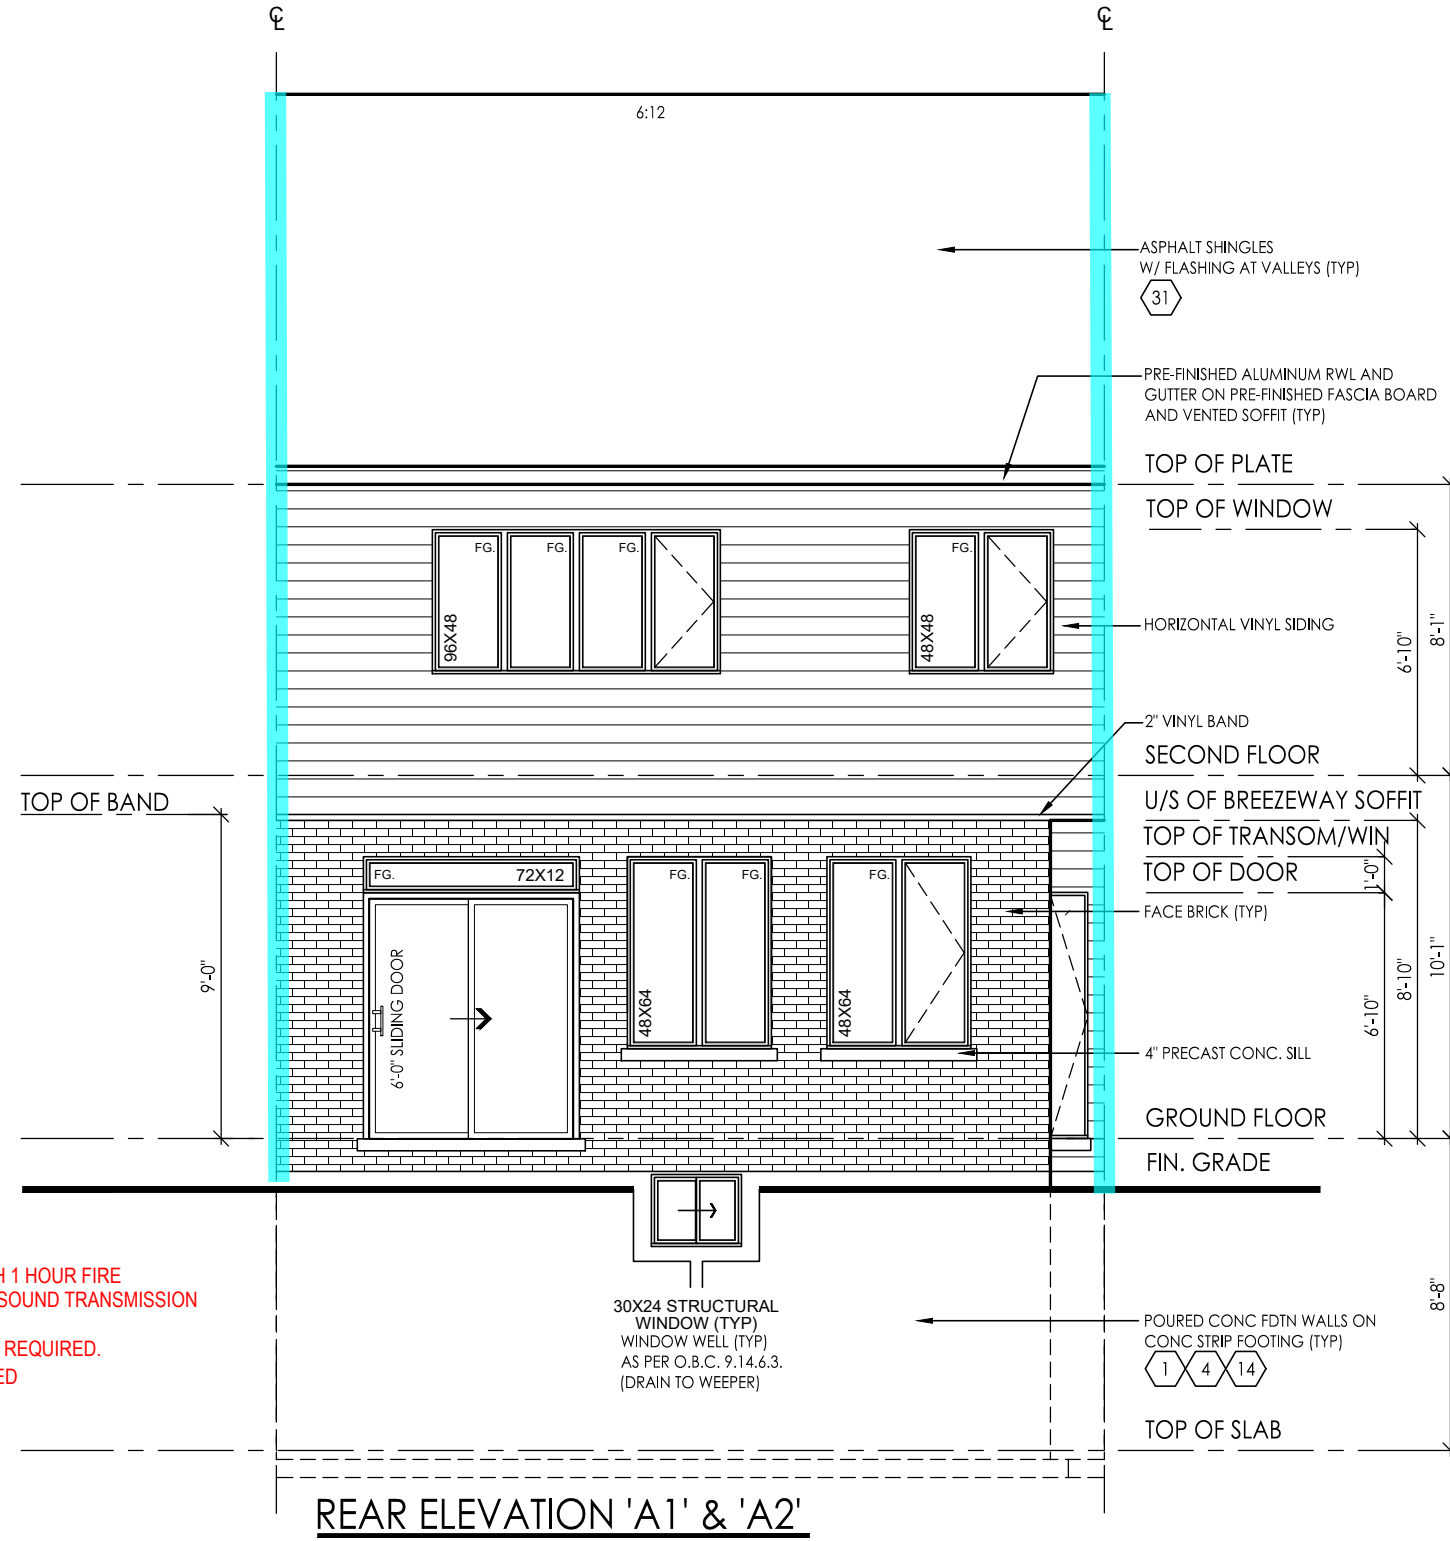 ℄ ℄
6:12
ASPHALT SHINGLES
W/ FLASHING AT VALLEYS (TYP)
31
PRE-FINISHED ALUMINUM RWL AND
GUTTER ON PRE-FINISHED FASCIA BOARD
AND VENTED SOFFIT (TYP)
TOP OF PLATE
TOP OF WINDOW
FG. FG. FG. FG.
96X48
48X48
HORIZONTAL VINYL SIDING
6'-10"
8'-1"
2" VINYL BAND
SECOND FLOOR
TOP OF BAND
U/S OF BREEZEWAY SOFFIT
TOP OF TRANSOM/WIN
TOP OF DOOR
1'-0"
FG. 72X12
FG. FG. FG.
FACE BRICK (TYP)
9'-0"
6'-0" SLIDING DOOR
48X64
48X64
6'-10"
8'-10"
10'-1"
4" PRECAST CONC. SILL
GROUND FLOOR
FIN. GRADE
H 1 HOUR FIRE
SOUND TRANSMISSION
REQUIRED.
ED
30X24 STRUCTURAL
WINDOW (TYP)
WINDOW WELL (TYP)
AS PER O.B.C. 9.14.6.3.
(DRAIN TO WEEPER)
POURED CONC FDTN WALLS ON
CONC STRIP FOOTING (TYP)
1 4 14
8'-8"
TOP OF SLAB
REAR ELEVATION 'A1' & 'A2'